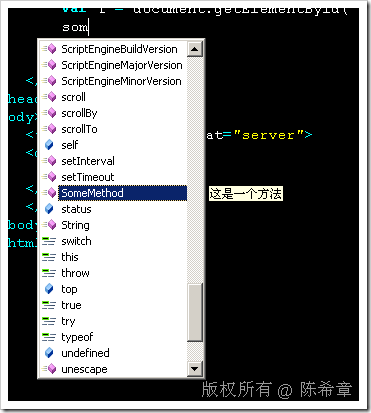 var f = document.getElementById(
som
ScriptEngineBuildVersion
ScriptEngineMajorVersion
ScriptEngineMinorVersion
scroll
</
scrollBy
head
scrollTo
body>
self
<
at="server">
setInterval
<
setTimeout
SomeMethod
这是一个方法
</
status
</
String
body
switch
html
this
throw
top
true
try
typeof
undefined
unescape
版权所有 @ 陈希章